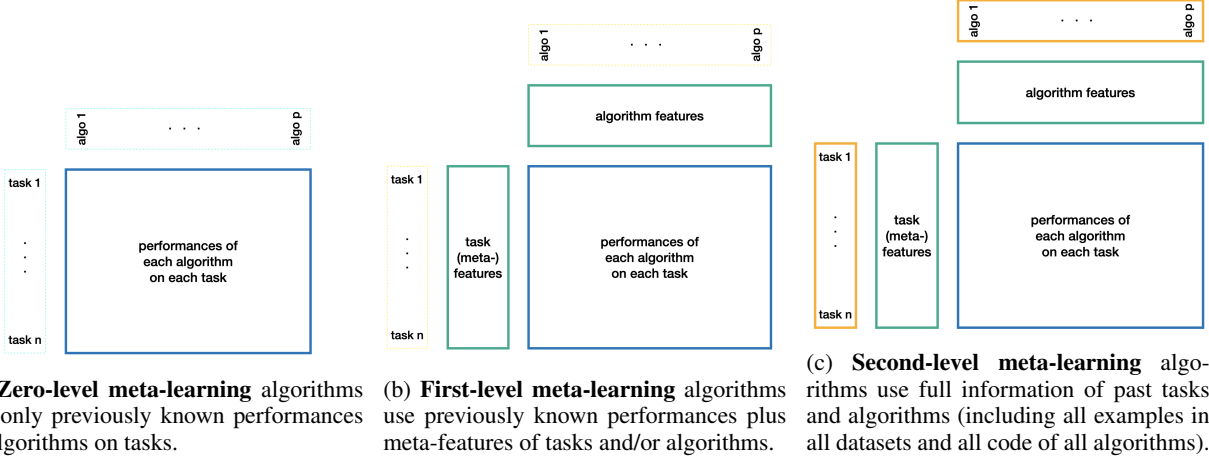 algo 1
. . .
algo p
task 1
.
.
.
task n
performances of
each algorithm
on each task
Zero-level meta-learning algorithms
only previously known performances
algorithms on tasks.
algo 1
. . .
algo p
algorithm features
task 1
.
.
.
task n
task
(meta-)
features
performances of
each algorithm
on each task
(b) First-level meta-learning algorithms
use previously known performances plus
meta-features of tasks and/or algorithms.
algo 1
. . .
algo p
algorithm features
task 1
.
.
.
task n
task
(meta-)
features
performances of
each algorithm
on each task
(c) Second-level meta-learning algo-
rithms use full information of past tasks
and algorithms (including all examples in
all datasets and all code of all algorithms).